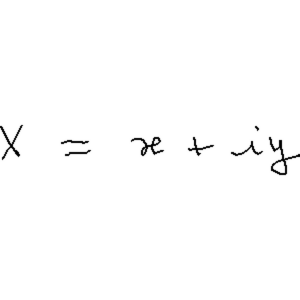 X = x + iy